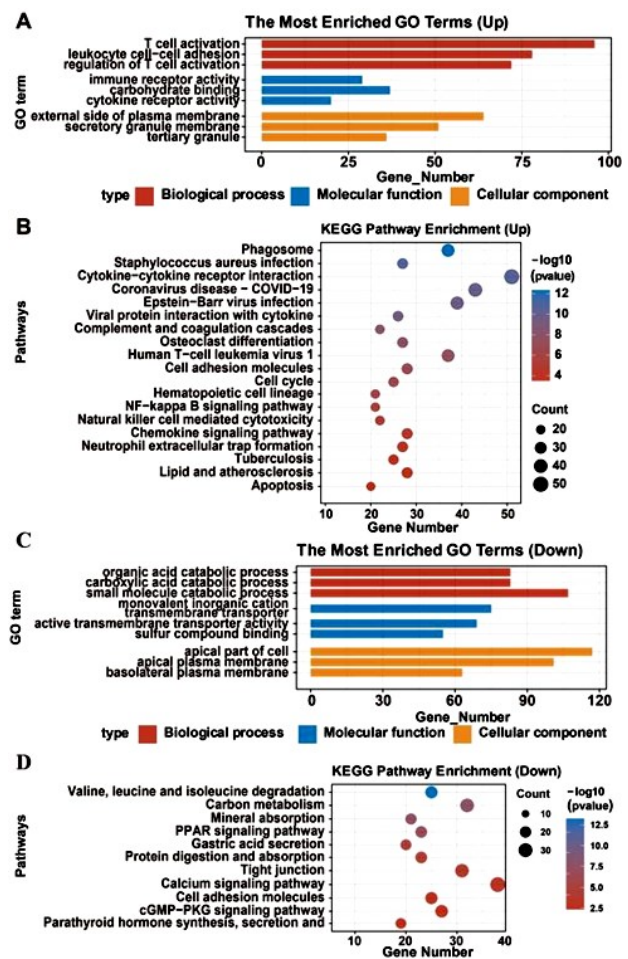 A
The Most Enriched GO Terms (Up)
GO term
T cell activation
leukocyte cell-cell adhesion
regulation of T cell activation
immune receptor activity
carbohydrate binding
cytokine receptor activity
external side of plasma membrane
secretory granule membrane
tertiary granule
0 25 50 75 100
Gene_Number
type Biological process Molecular function Cellular component
B
KEGG Pathway Enrichment (Up)
Pathways
Phagosome
Staphylococcus aureus infection
Cytokine-cytokine receptor interaction
Coronavirus disease - COVID-19
Epstein-Barr virus infection
Viral protein interaction with cytokine
Complement and coagulation cascades
Osteoclast differentiation
Human T-cell leukemia virus 1
Cell adhesion molecules
Cell cycle
Hematopoietic cell lineage
NF-kappa B signaling pathway
Natural killer cell mediated cytotoxicity
Chemokine signaling pathway
Neutrophil extracellular trap formation
Tuberculosis
Lipid and atherosclerosis
Apoptosis
10 20 30 40 50
Gene Number
-log10
(pvalue)
12
10
8
6
4
Count
20
30
40
50
C
The Most Enriched GO Terms (Down)
GO term
organic acid catabolic process
carboxylic acid catabolic process
small molecule catabolic process
monovalent inorganic cation
transmembrane transporter
active transmembrane transporter activity
sulfur compound binding
apical part of cell
apical plasma membrane
basolateral plasma membrane
0 30 60 90 120
Gene_Number
type Biological process Molecular function Cellular component
D
KEGG Pathway Enrichment (Down)
Pathways
Valine, leucine and isoleucine degradation
Carbon metabolism
Mineral absorption
PPAR signaling pathway
Gastric acid secretion
Protein digestion and absorption
Tight junction
Calcium signaling pathway
Cell adhesion molecules
cGMP-PKG signaling pathway
Parathyroid hormone synthesis, secretion and
10 20 30 40
Gene Number
Count
10
20
30
-log10
(pvalue)
12.5
10.0
7.5
5.0
2.5